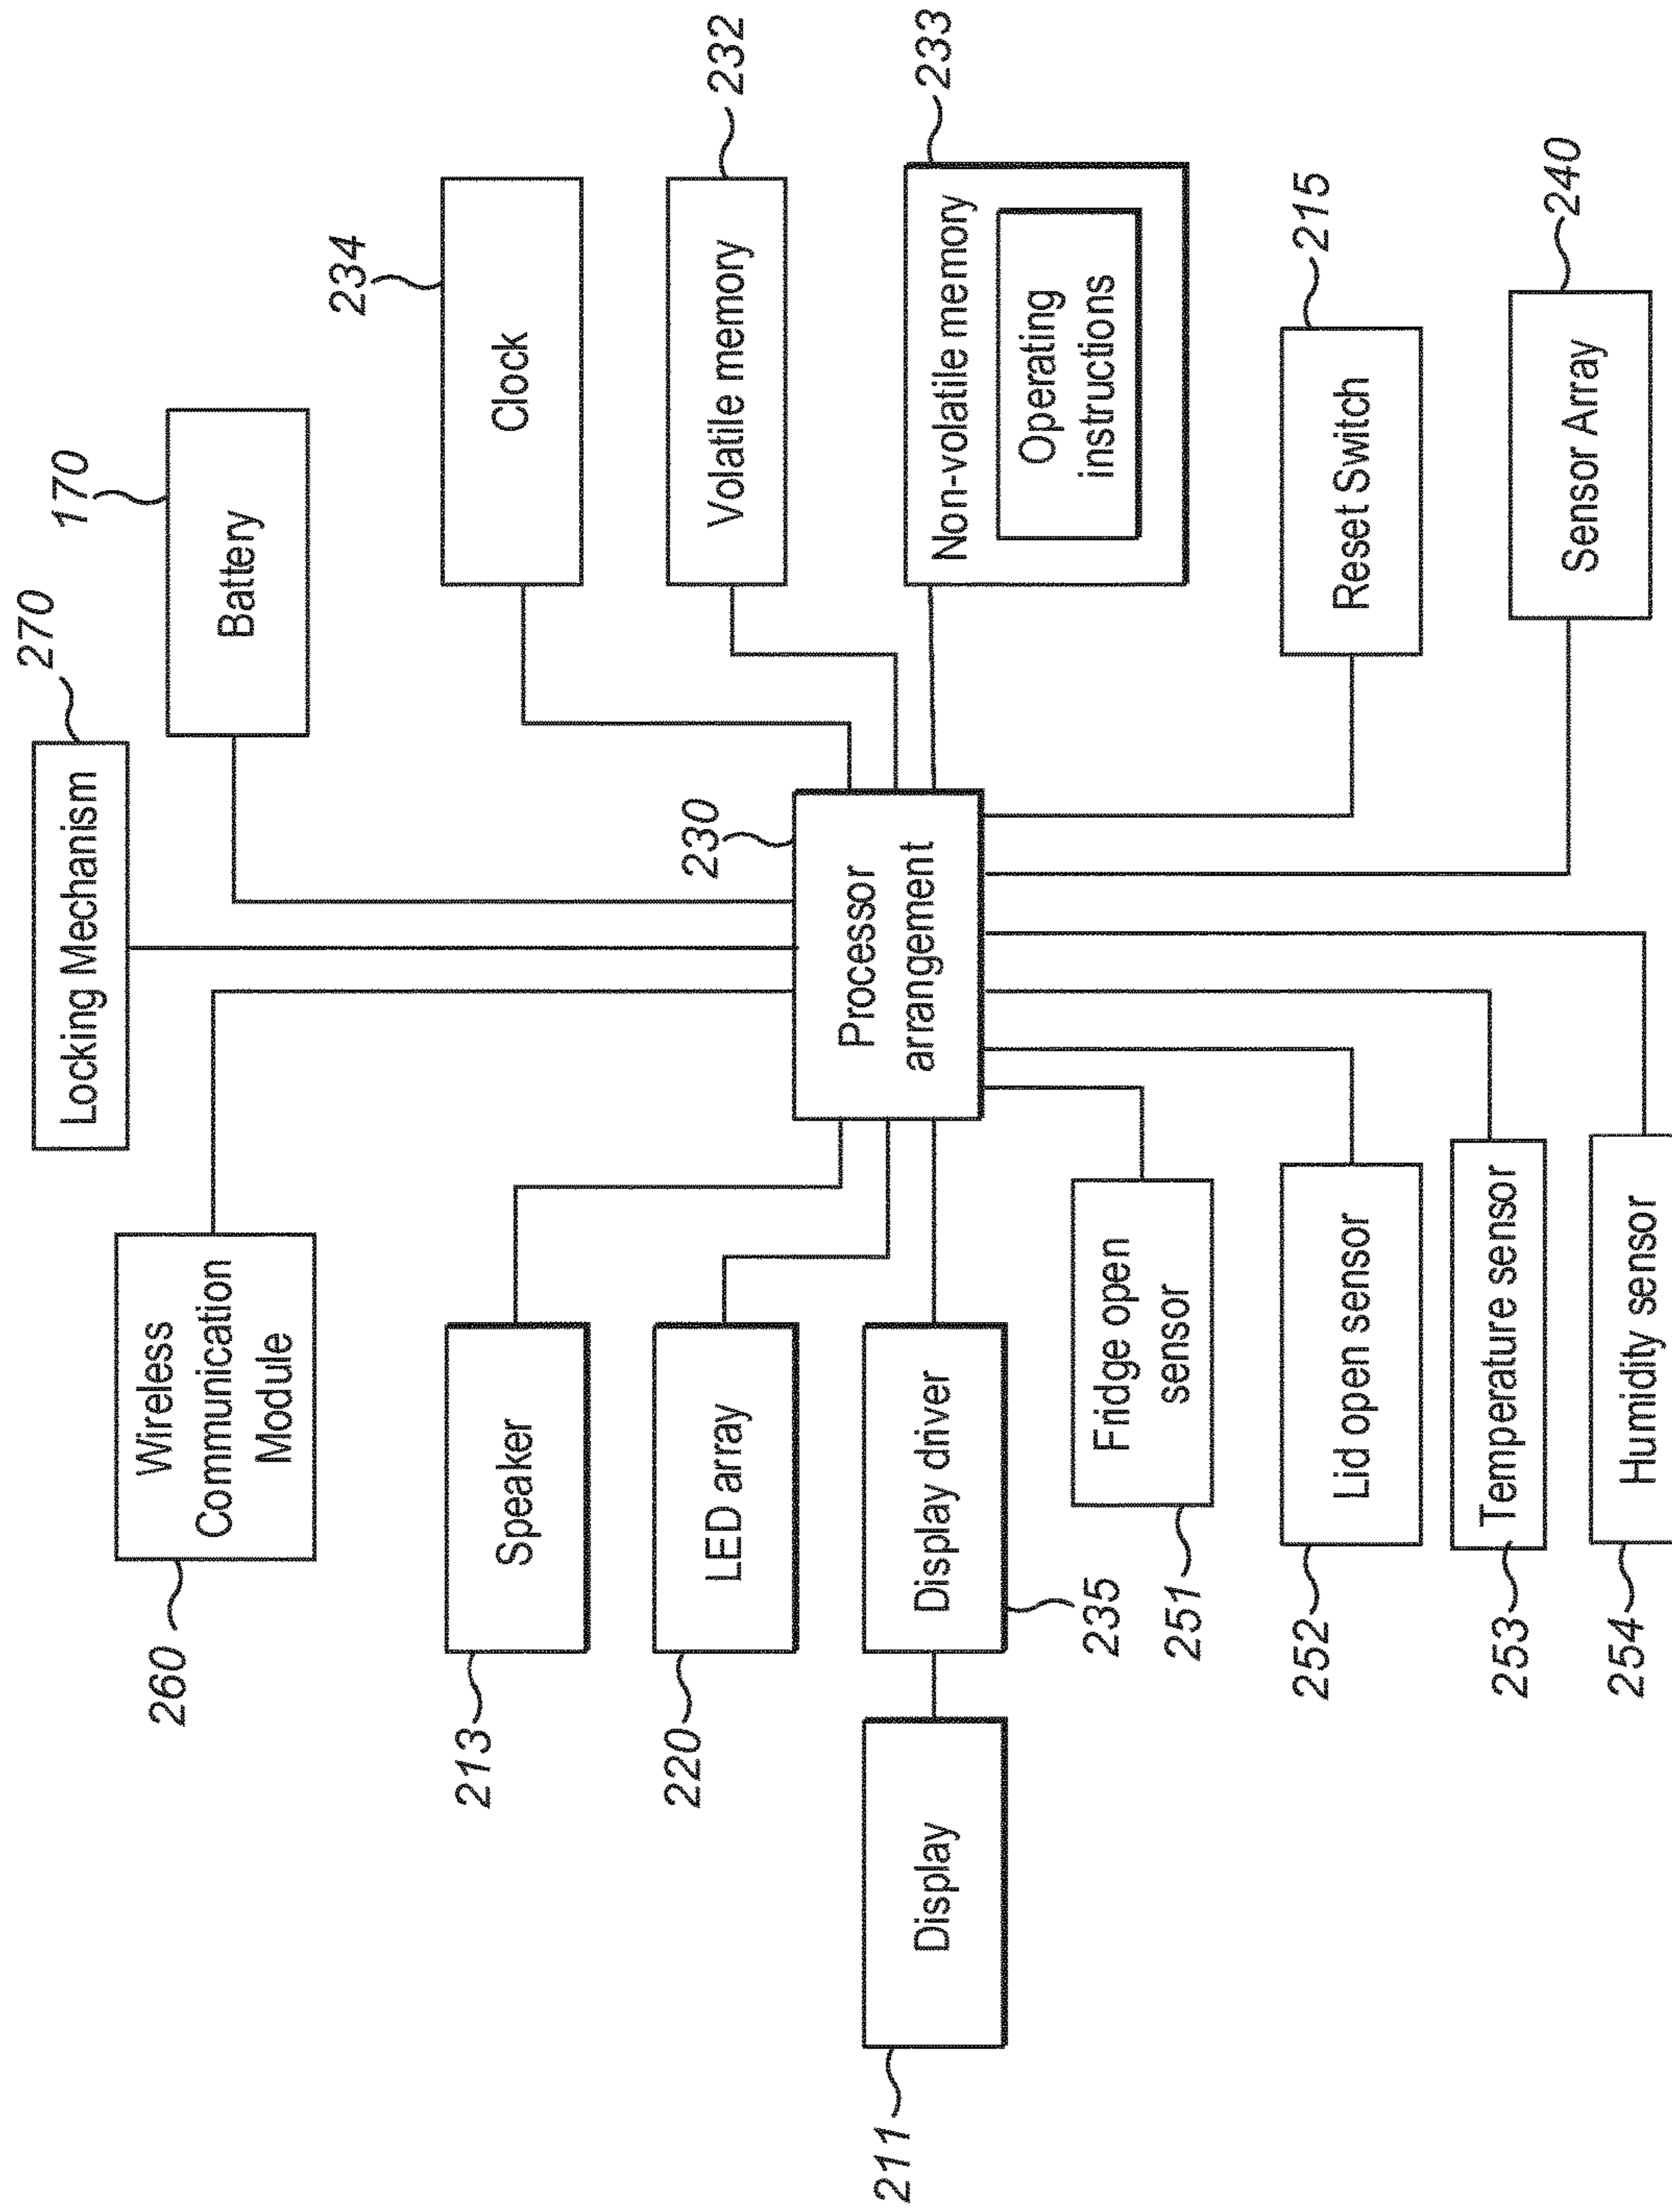 270
Locking Mechanism
170
Battery
260
Wireless
Communication
Module
234
Clock
213
Speaker
232
Volatile memory
220
LED array
230
Processor
arrangement
233
Non-volatile memory
Operating
instructions
211
Display
Display driver
235
Fridge open
sensor
251
215
Reset Switch
252
Lid open sensor
253
Temperature sensor
240
Sensor Array
254
Humidity sensor